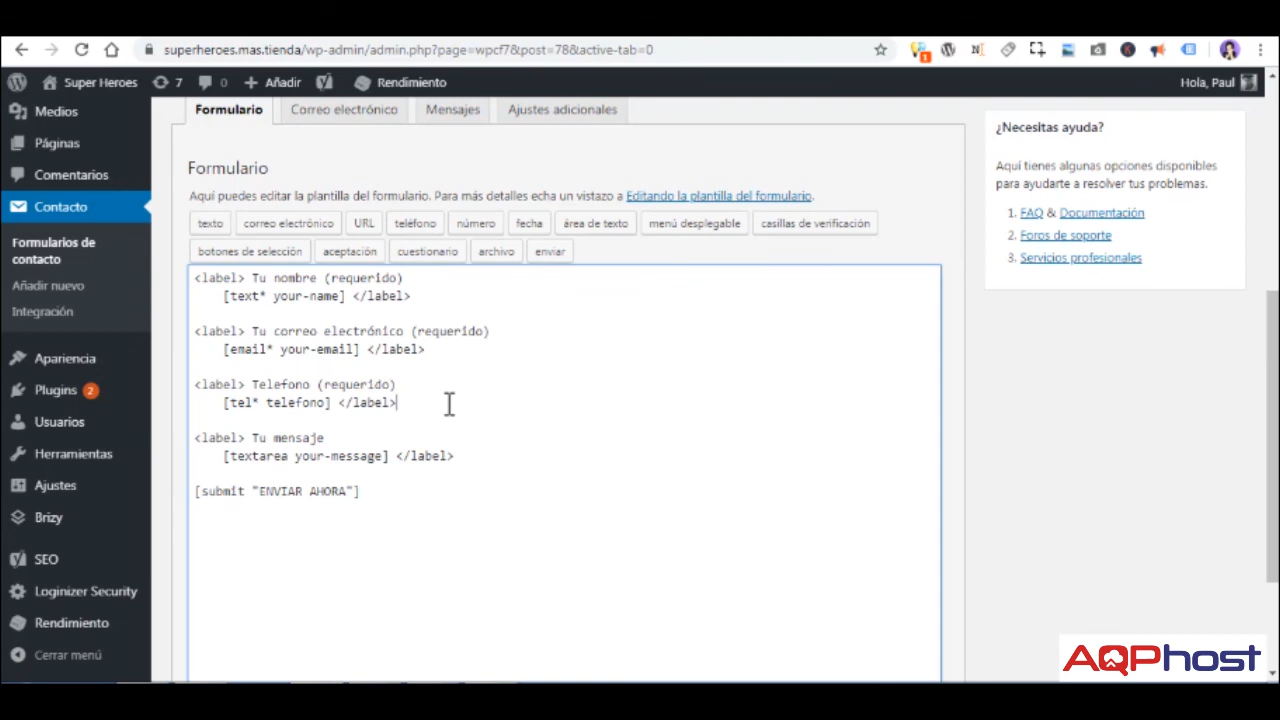 superheroes.mas.tienda/wp-admin/admin.php?page=wpcf7&post=78&active-tab=0
1
Super Heroes 7 0 Añadir Rendimiento Hola, Paul
Medios
Páginas
Comentarios
Contacto
Formularios de
contacto
Añadir nuevo
Integración
Apariencia
Plugins 2
Usuarios
Herramientas
Ajustes
Brizy
SEO
Loginizer Security
Rendimiento
Cerrar menú
Formulario Correo electrónico Mensajes Ajustes adicionales
Formulario
Aquí puedes editar la plantilla del formulario. Para más detalles echa un vistazo a Editando la plantilla del formulario.
texto correo electrónico URL teléfono número fecha área de texto menú desplegable casillas de verificación
botones de selección aceptación cuestionario archivo enviar
<label> Tu nombre (requerido)
[text* your-name] </label>
<label> Tu correo electrónico (requerido)
[email* your-email] </label>
<label> Telefono (requerido)
[tel* telefono] </label>
<label> Tu mensaje
[textarea your-message] </label>
[submit "ENVIAR AHORA"]
¿Necesitas ayuda?
Aquí tienes algunas opciones disponibles
para ayudarte a resolver tus problemas.
1. FAQ & Documentación
2. Foros de soporte
3. Servicios profesionales
AQPhost